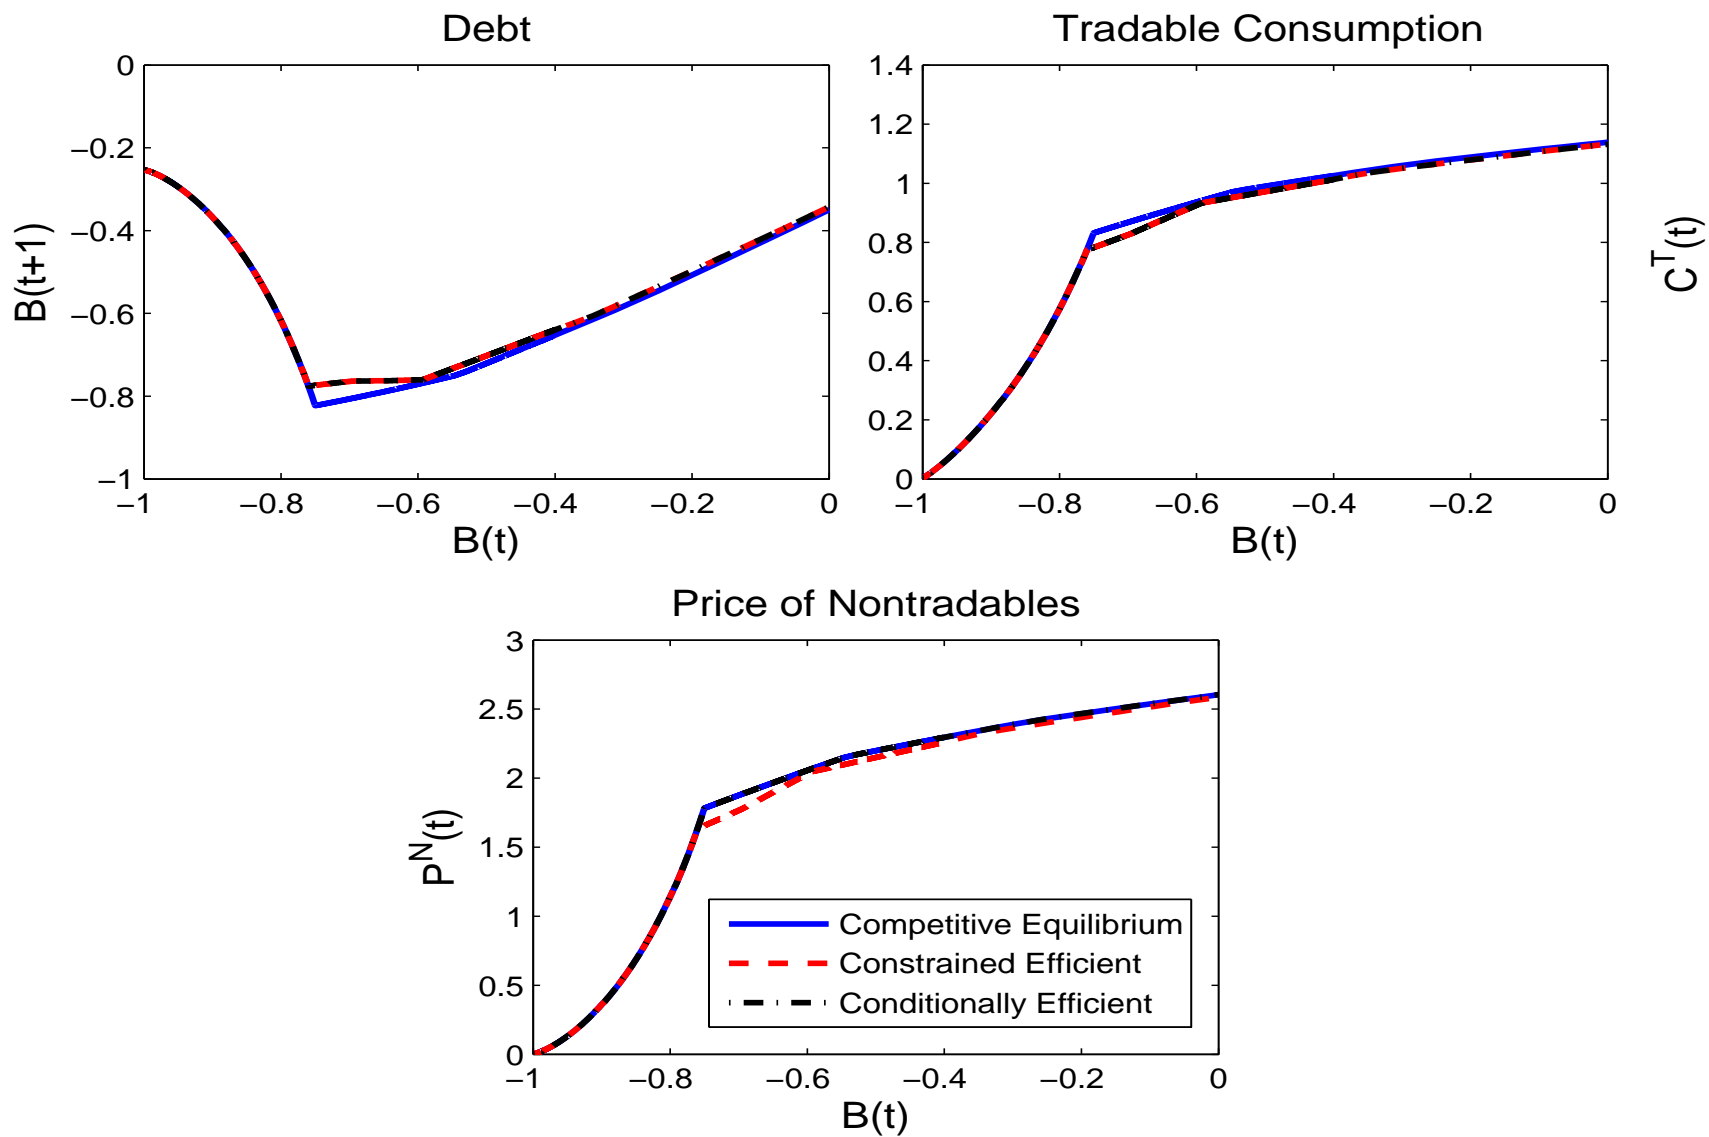 Debt
0
−0.2
−0.4
−0.6
−0.8
−1
−1 −0.8 −0.6 −0.4 −0.2 0
B(t+1)
B(t)
Tradable Consumption
1.4
1.2
1
0.8
0.6
0.4
0.2
0
−1 −0.8 −0.6 −0.4 −0.2 0
B(t)
C^T(t)
Price of Nontradables
3
2.5
2
1.5
1
0.5
0
−1 −0.8 −0.6 −0.4 −0.2 0
P^N(t)
B(t)
Competitive Equilibrium
Constrained Efficient
Conditionally Efficient